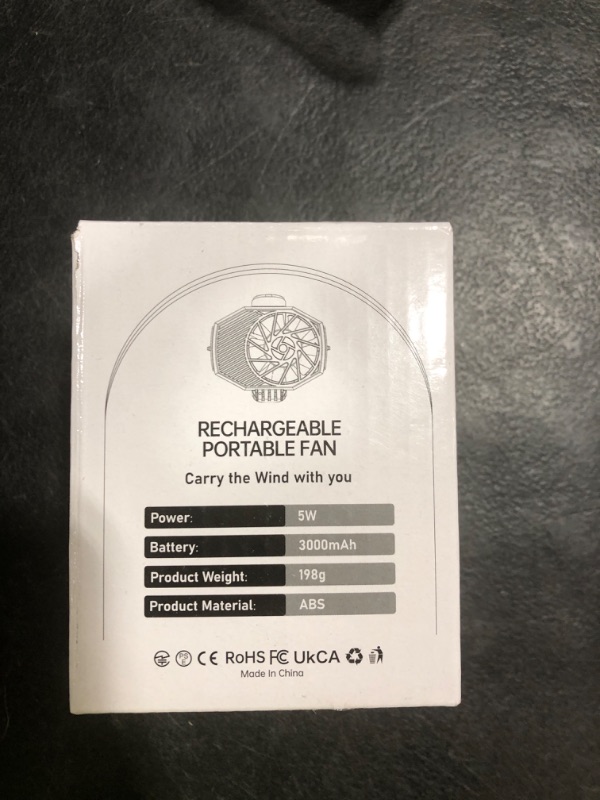 RECHARGEABLE
PORTABLE FAN
Carry the Wind with you
Power: 5W
Battery: 3000mAh
Product Weight: 198g
Product Material: ABS
CE RoHS FC UKCA
Made In China